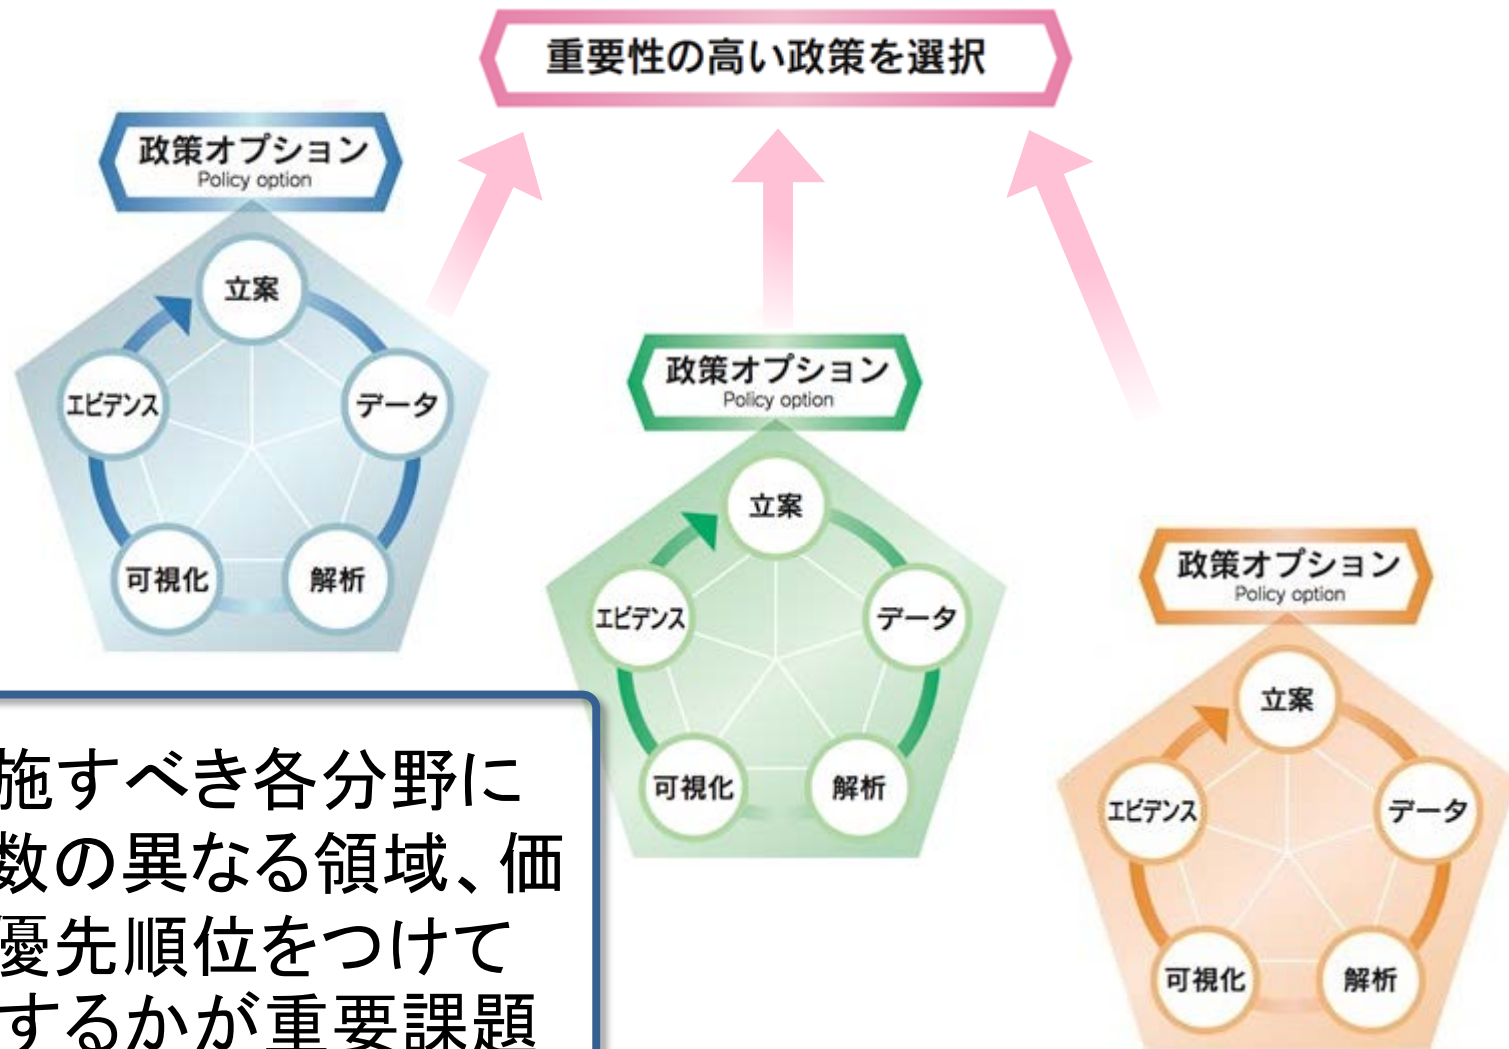 重要性の高い政策を選択
政策オプション
Policy option
立案
エビデンス
データ
可視化
解析
政策オプション
Policy option
立案
エビデンス
データ
可視化
解析
政策オプション
Policy option
立案
エビデンス
データ
可視化
解析
施すべき各分野に
数の異なる領域、価
優先順位をつけて
するかが重要課題